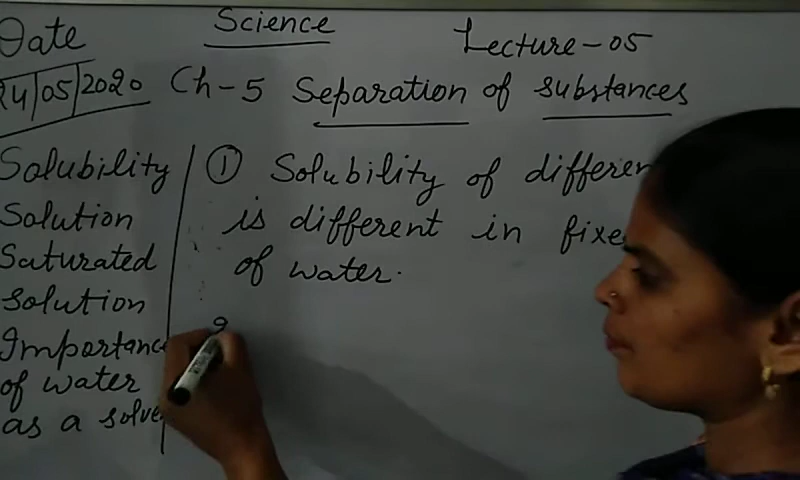 Date
Science
Lecture-05
24/05/2020
Ch-5 Separation of substances
Solubility
Solution
Saturated
Solution
Importance
of water
as a
① Solubility of
is different in
of water.